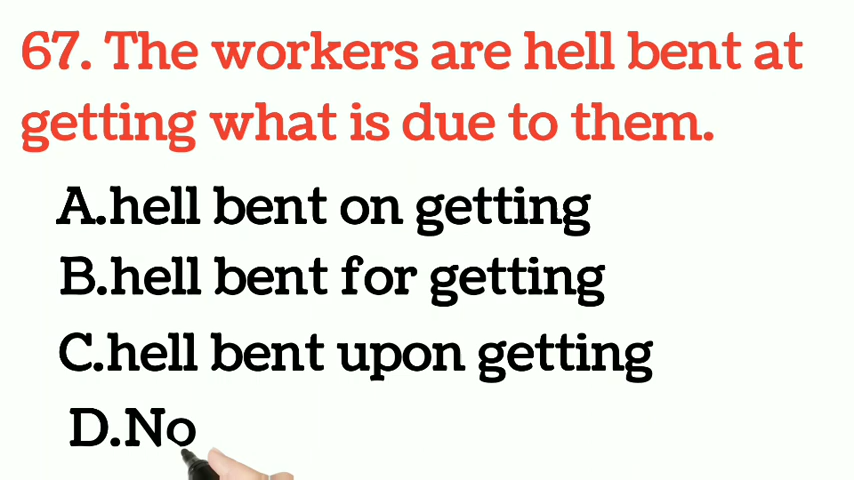 67. The workers are hell bent at
getting what is due to them.
A.hell bent on getting
B.hell bent for getting
C.hell bent upon getting
D.No